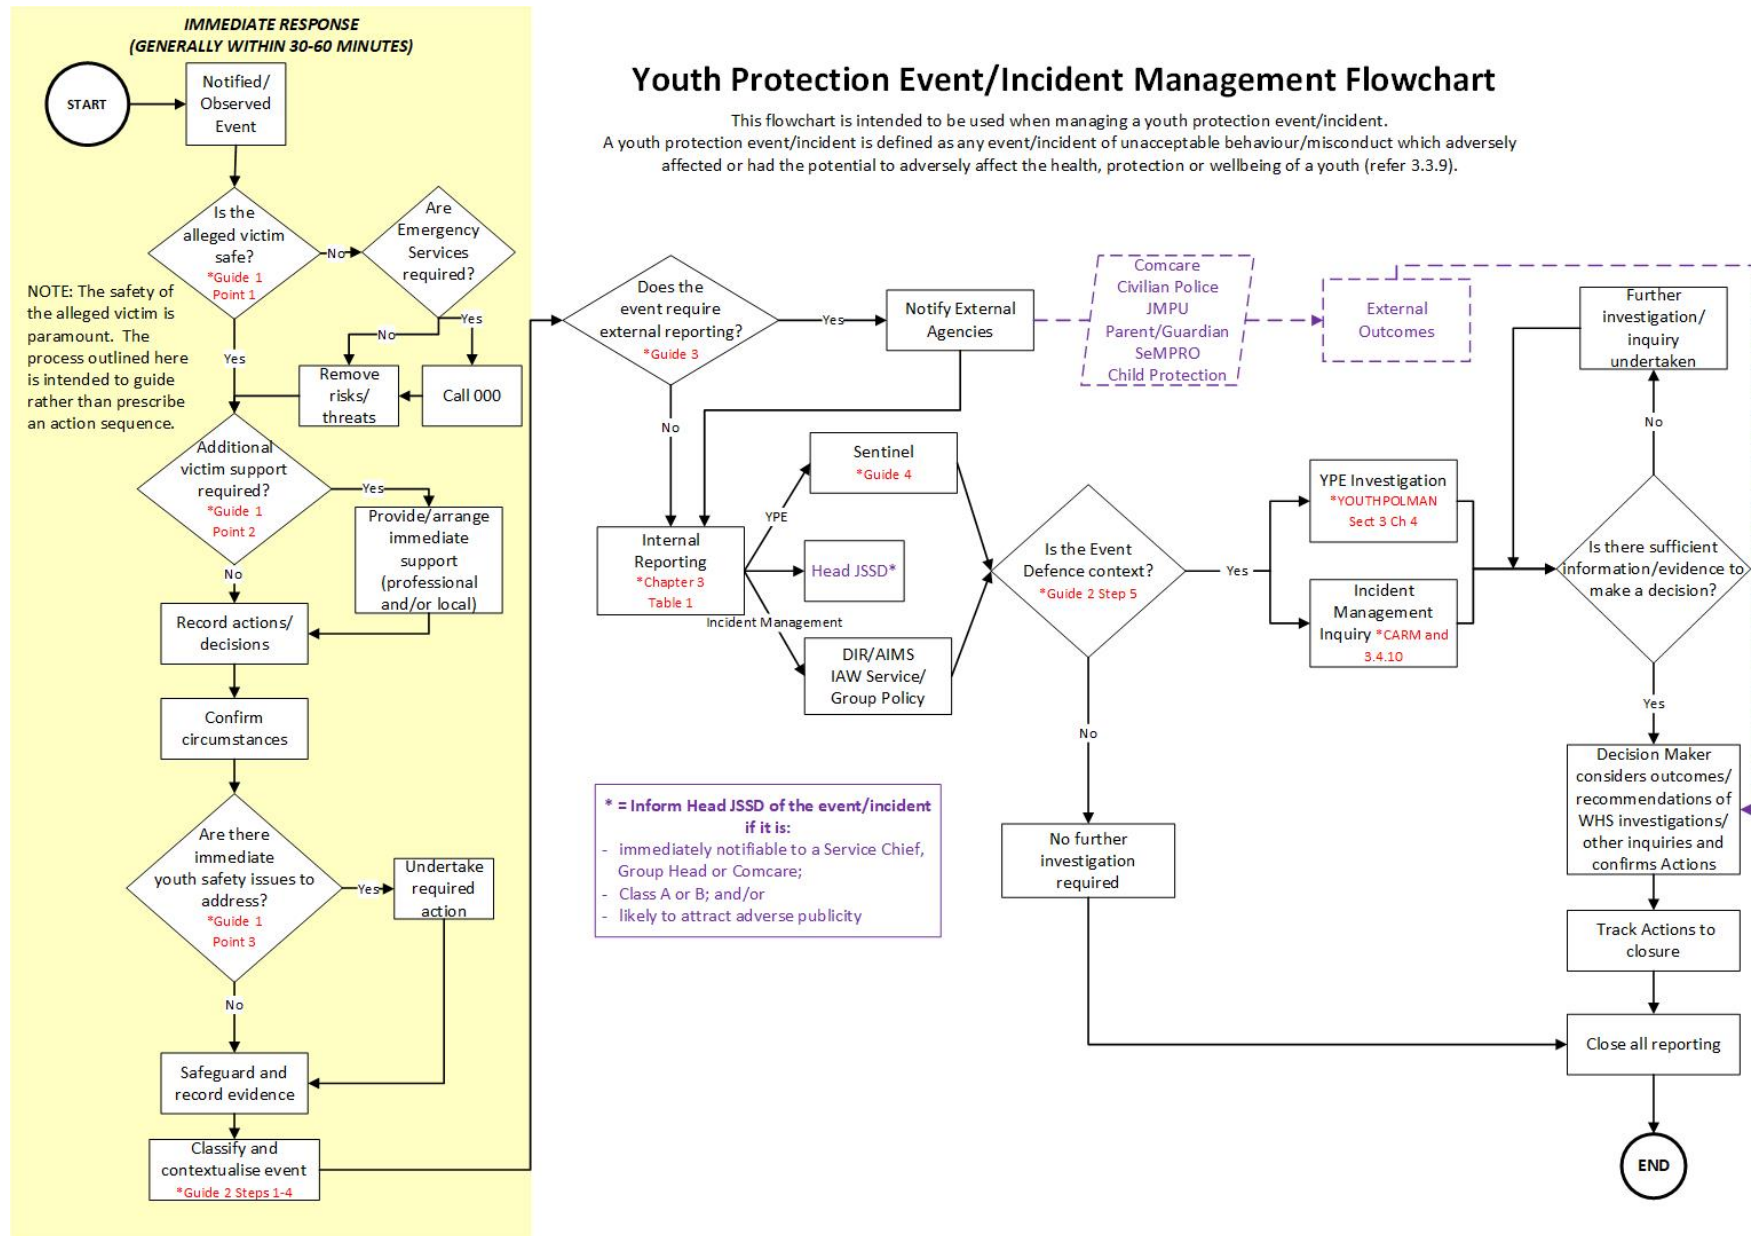 IMMEDIATE RESPONSE
(GENERALLY WITHIN 30-60 MINUTES)
START
Notified/
Observed
Event
Is the
alleged victim
safe?
*Guide 1
Point 1
No
Are
Emergency
Services
required?
NOTE: The safety of
the alleged victim is
paramount. The
process outlined here
is intended to guide
rather than prescribe
an action sequence.
Yes
No
Yes
Remove
risks/
threats
Call 000
Additional
victim support
required?
*Guide 1
Point 2
Yes
Provide/arrange
immediate
support
(professional
and/or local)
No
Record actions/
decisions
Confirm
circumstances
Are there
immediate
youth safety issues to
address?
*Guide 1
Point 3
Yes
Undertake
required
action
No
Safeguard and
record evidence
Classify and
contextualise event
*Guide 2 Steps 1-4
Youth Protection Event/Incident Management Flowchart
This flowchart is intended to be used when managing a youth protection event/incident.
A youth protection event/incident is defined as any event/incident of unacceptable behaviour/misconduct which adversely
affected or had the potential to adversely affect the health, protection or wellbeing of a youth (refer 3.3.9).
Does the
event require
external reporting?
*Guide 3
Yes
Notify External
Agencies
Comcare
Civilian Police
JMPU
Parent/Guardian
SeMPRO
Child Protection
External
Outcomes
No
Internal
Reporting
*Chapter 3
Table 1
YPE
Sentinel
*Guide 4
Head JSSD*
Incident Management
DIR/AIMS
IAW Service/
Group Policy
Is the Event
Defence context?
*Guide 2 Step 5
Yes
No
YPE Investigation
*YOUTHPOLMAN
Sect 3 Ch 4
Incident
Management
Inquiry *CARM and
3.4.10
Further
investigation/
inquiry
undertaken
No
Is there sufficient
information/evidence to
make a decision?
Yes
Decision Maker
considers outcomes/
recommendations of
WHS investigations/
other inquiries and
confirms Actions
Track Actions to
closure
Close all reporting
END
No further
investigation
required
* = Inform Head JSSD of the event/incident
if it is:
- immediately notifiable to a Service Chief,
Group Head or Comcare;
- Class A or B; and/or
- likely to attract adverse publicity